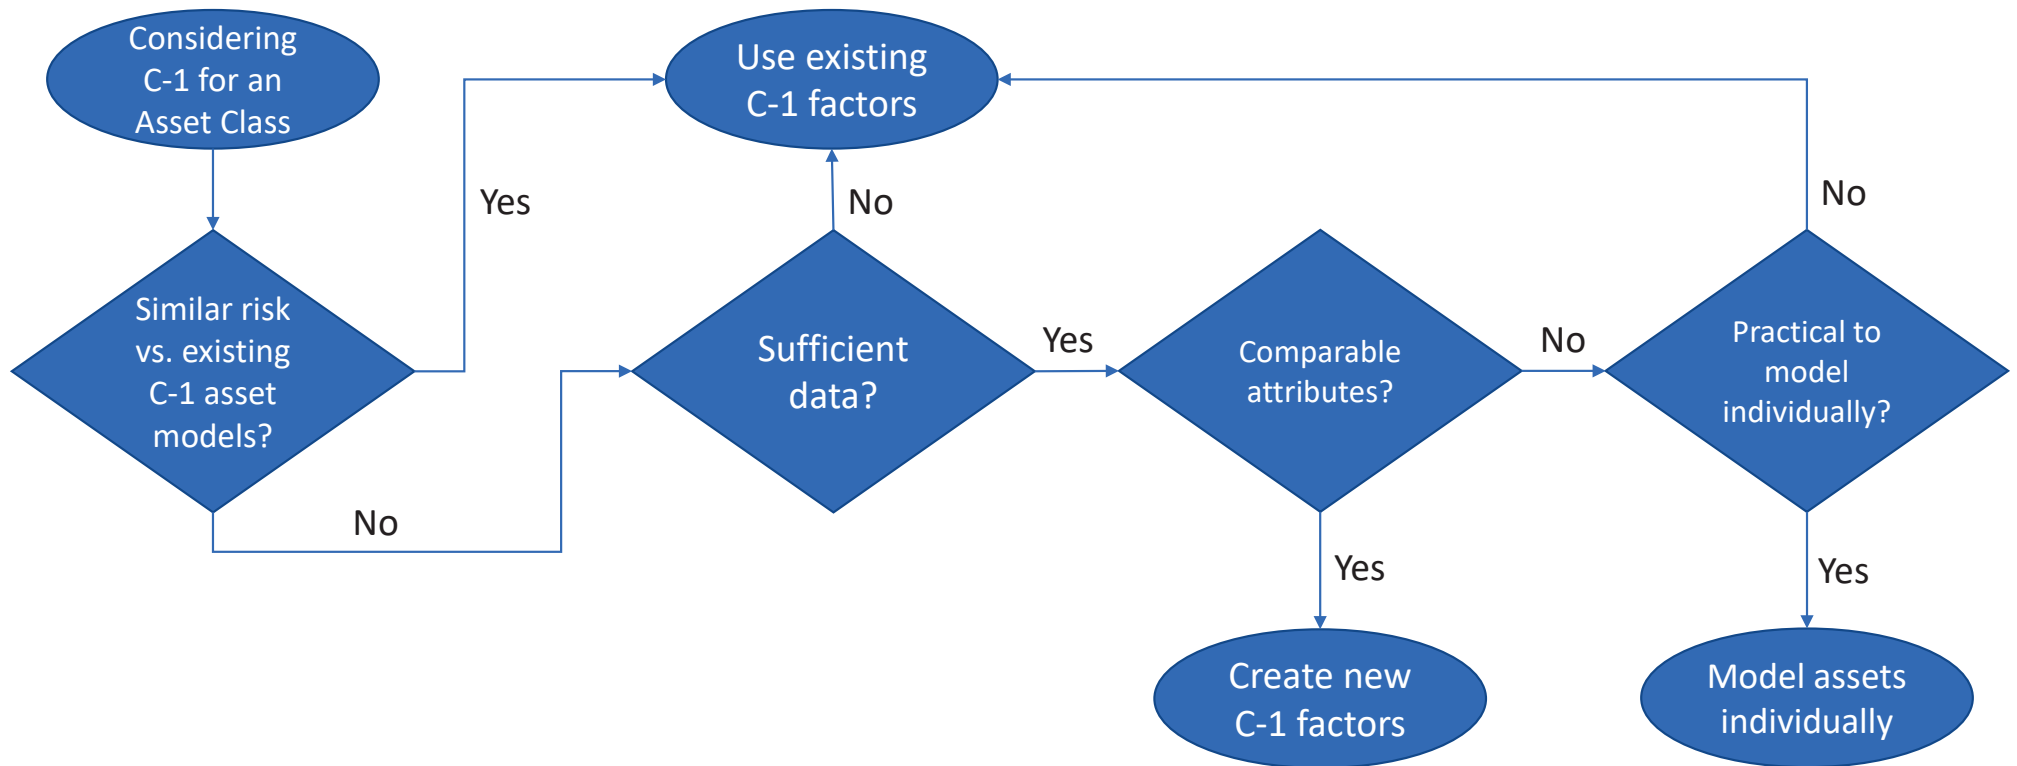 Considering
C-1 for an
Asset Class
Use existing
C-1 factors
Yes
No
No
Similar risk
vs. existing
C-1 asset
models?
Sufficient
data?
Yes
Comparable
attributes?
No
Practical to
model
individually?
No
Yes
Yes
Create new
C-1 factors
Model assets
individually